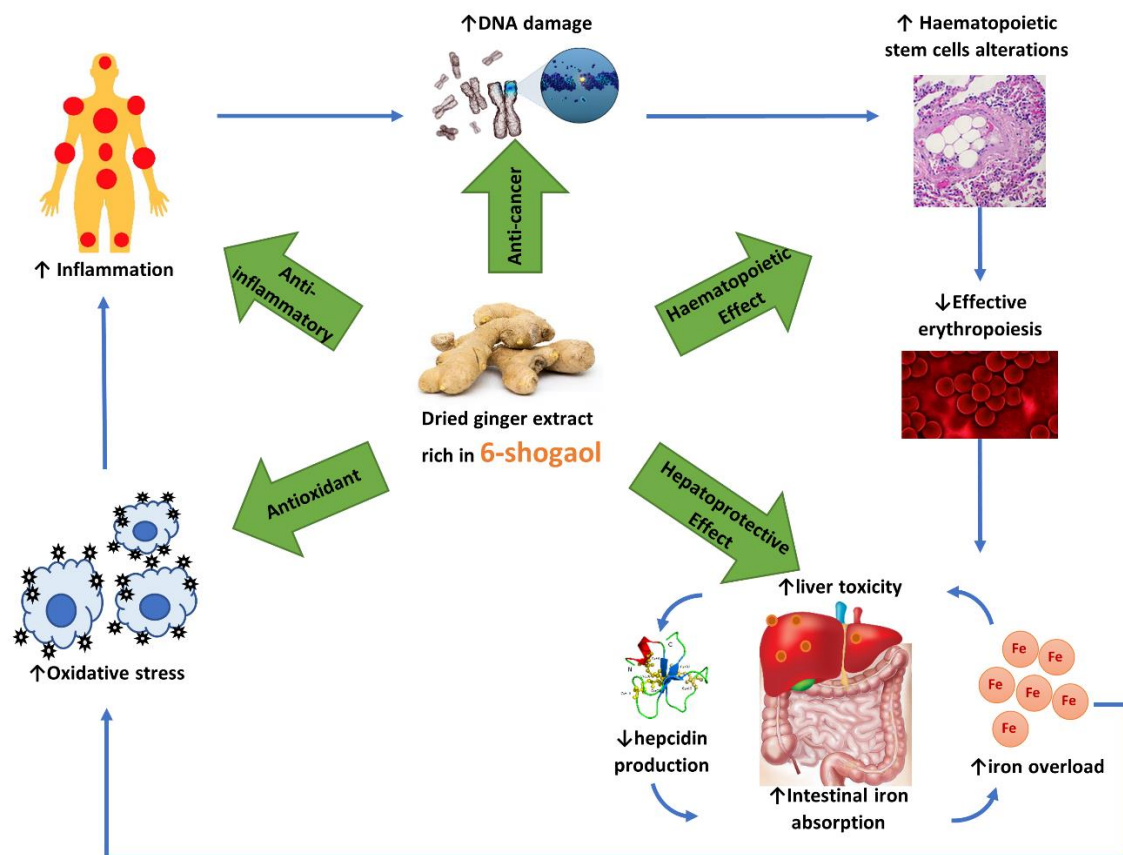 ↑DNA damage
↑ Haematopoietic
stem cells alterations
Anti-cancer
↑ Inflammation
Anti-
inflammatory
Haematopoietic
Effect
↓Effective
erythropoiesis
Dried ginger extract
rich in 6-shogaol
Antioxidant
Hepatoprotective
Effect
↑Oxidative stress
↑liver toxicity
C
N
Fe
Fe
Fe
Fe
Fe
Fe
↓hepcidin
production
↑Intestinal iron
absorption
↑iron overload